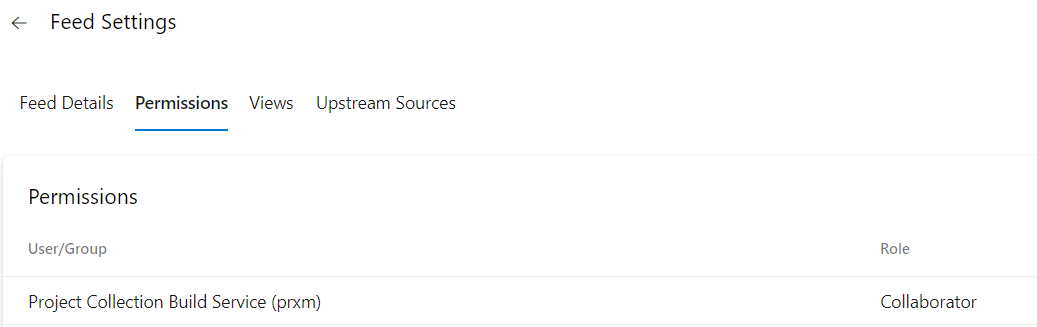 Feed Settings
Feed Details Permissions Views Upstream Sources
Permissions
User/Group Role
Project Collection Build Service (prxm) Collaborator